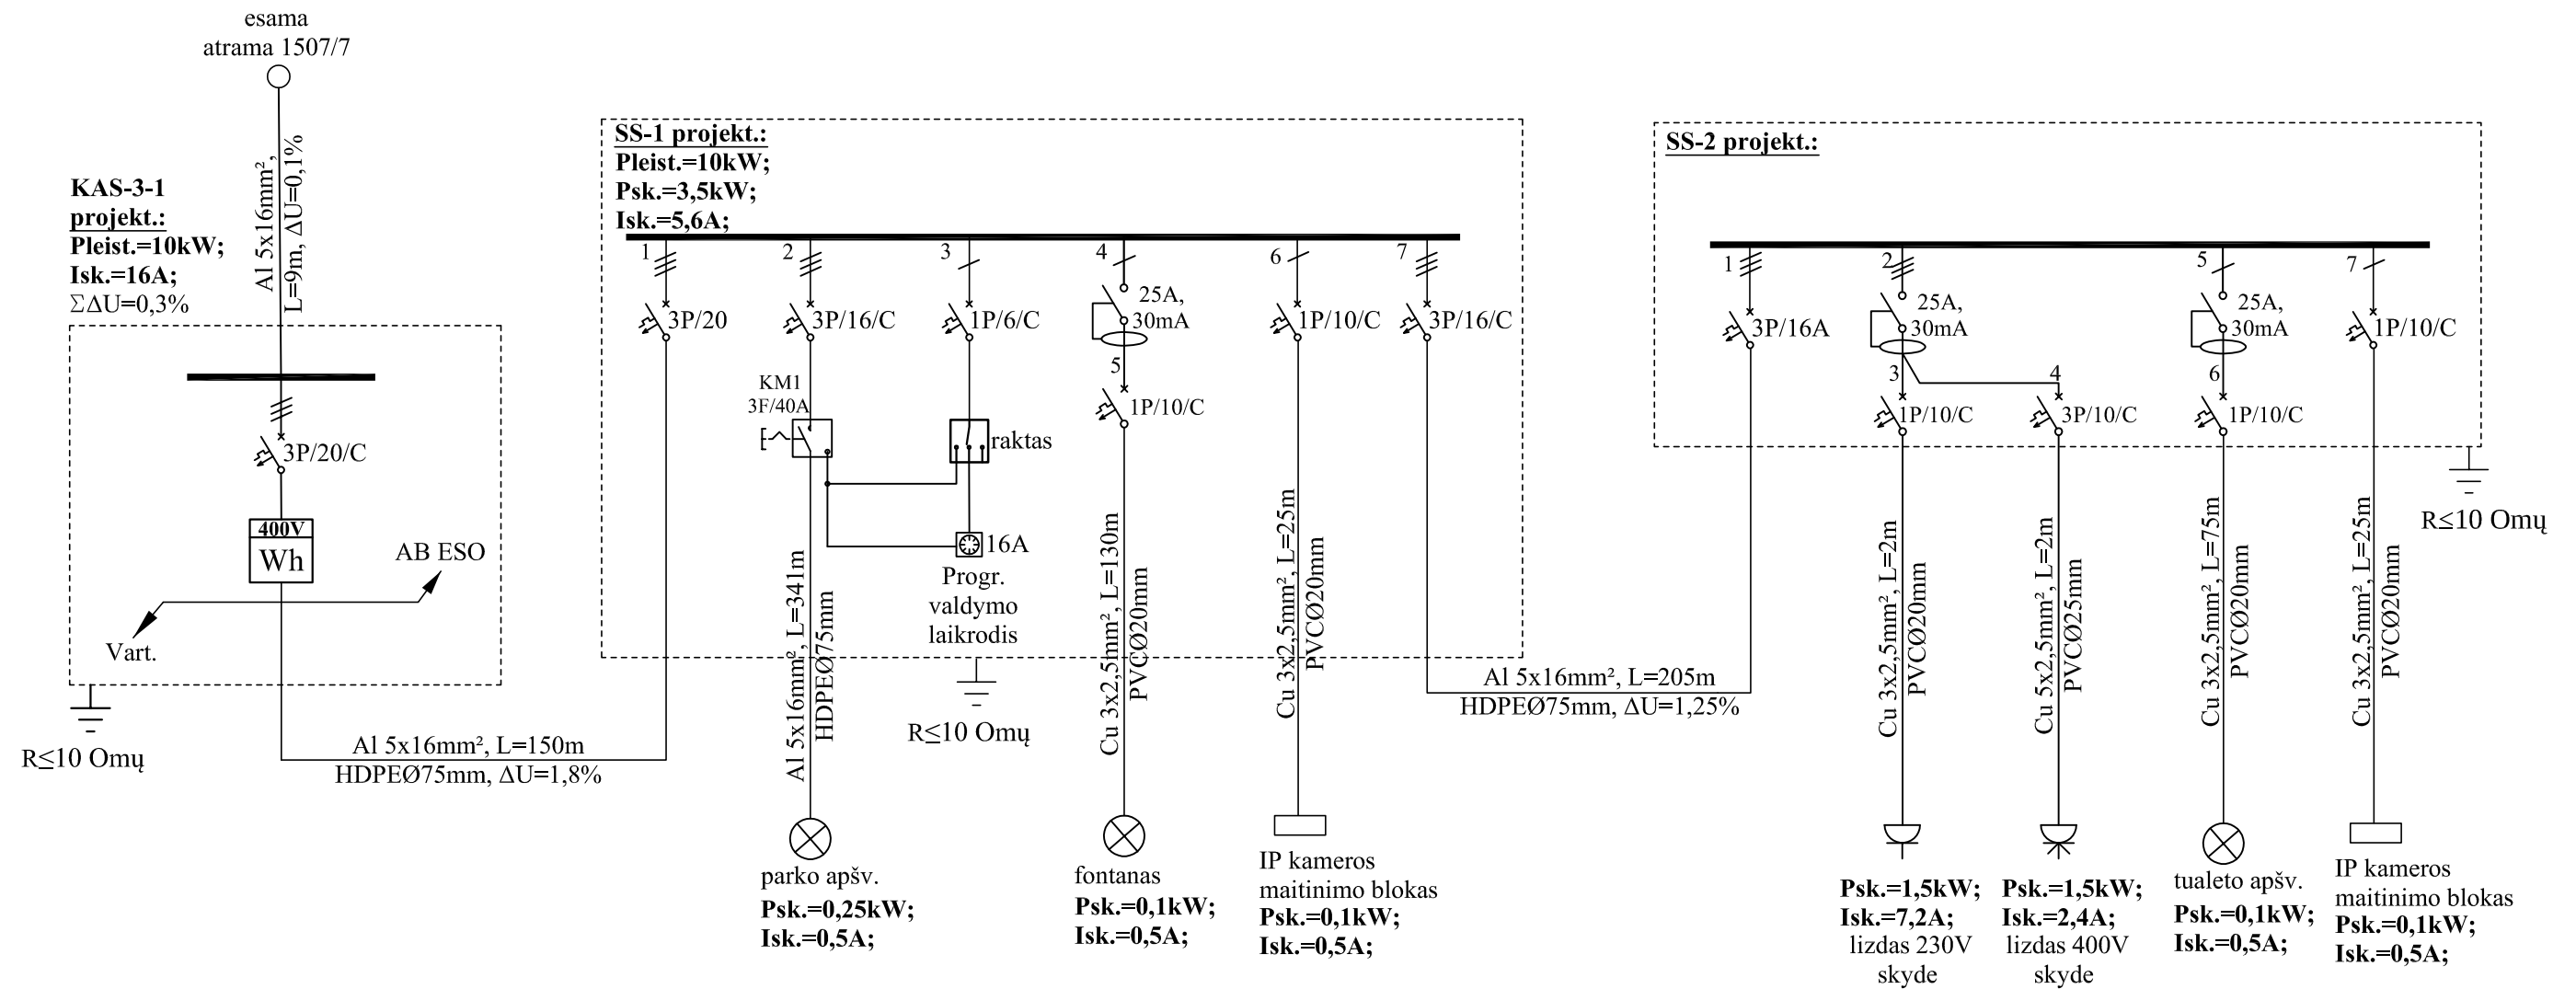 esama
atrama 1507/7
Al 5x16mm²,
L=9m, ΔU=0,1%
KAS-3-1
projekt.:
Pleist.=10kW;
Isk.=16A;
ΣΔU=0,3%
3P/20/C
400V
Wh
AB ESO
Vart.
R≤10 Omų
Al 5x16mm², L=150m
HDPEØ75mm, ΔU=1,8%
SS-1 projekt.:
Pleist.=10kW;
Psk.=3,5kW;
Isk.=5,6A;
1
2
3
4
6
7
3P/20
3P/16/C
1P/6/C
25A,
30mA
1P/10/C
3P/16/C
5
1P/10/C
KM1
3F/40A
raktas
16A
Progr.
valdymo
laikrodis
R≤10 Omų
Al 5x16mm², L=341m
HDPEØ75mm
Cu 3x2,5mm², L=130m
PVCØ20mm
Cu 3x2,5mm², L=25m
PVCØ20mm
Al 5x16mm², L=205m
HDPEØ75mm, ΔU=1,25%
parko apšv.
Psk.=0,25kW;
Isk.=0,5A;
fontanas
Psk.=0,1kW;
Isk.=0,5A;
IP kameros
maitinimo blokas
Psk.=0,1kW;
Isk.=0,5A;
SS-2 projekt.:
1
2
5
7
3P/16A
25A,
30mA
25A,
30mA
1P/10/C
3
4
6
1P/10/C
3P/10/C
1P/10/C
R≤10 Omų
Cu 3x2,5mm², L=2m
PVCØ20mm
Cu 5x2,5mm², L=2m
PVCØ25mm
Cu 3x2,5mm², L=75m
PVCØ20mm
Cu 3x2,5mm², L=25m
PVCØ20mm
Psk.=1,5kW;
Isk.=7,2A;
lizdas 230V
skyde
Psk.=1,5kW;
Isk.=2,4A;
lizdas 400V
skyde
tualeto apšv.
Psk.=0,1kW;
Isk.=0,5A;
IP kameros
maitinimo blokas
Psk.=0,1kW;
Isk.=0,5A;